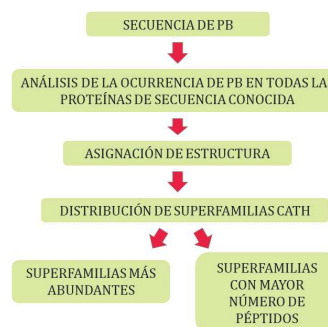 SECUENCIA DE PB
ANÁLISIS DE LA OCURRENCIA DE PB EN TODAS LA
PROTEÍNAS DE SECUENCIA CONOCIDA
ASIGNACIÓN DE ESTRUCTURA
DISTRIBUCIÓN DE SUPERFAMILIAS CATH
SUPERFAMILIAS MÁS
ABUNDANTES
SUPERFAMILIAS
CON MAYOR
NÚMERO DE
PÉPTIDOS